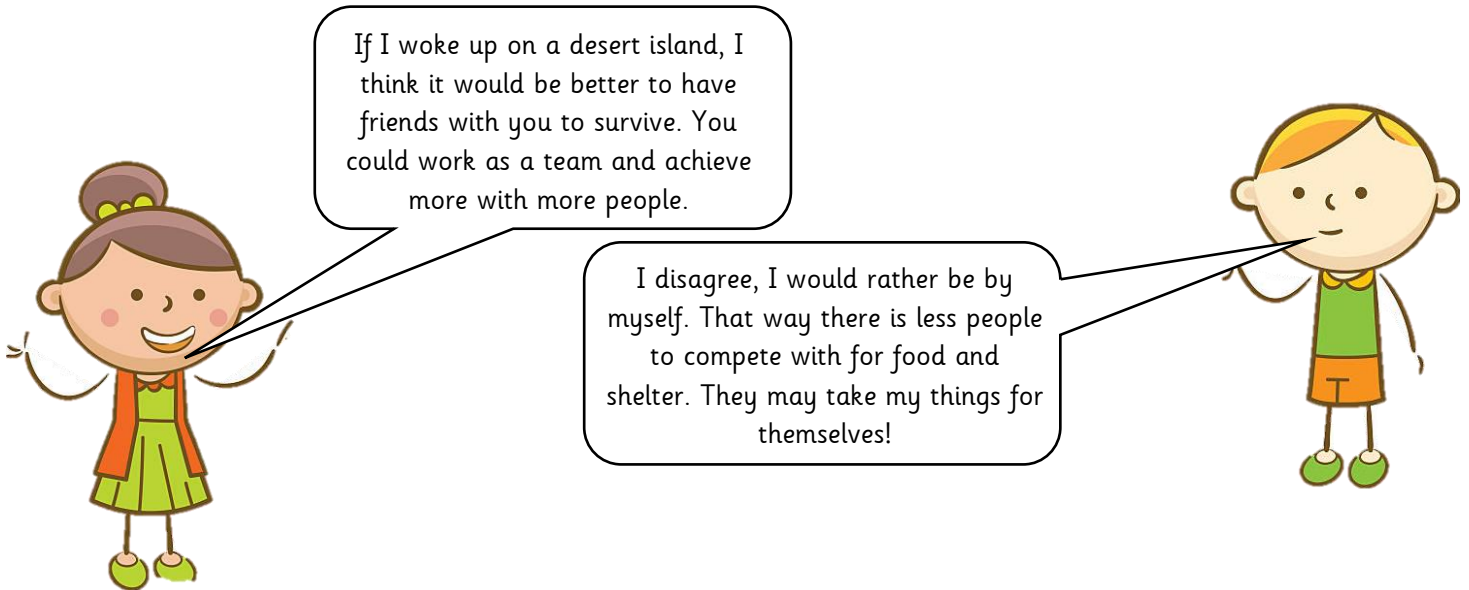 If I woke up on a desert island, I
think it would be better to have
friends with you to survive. You
could work as a team and achieve
more with more people.
I disagree, I would rather be by
myself. That way there is less people
to compete with for food and
shelter. They may take my things for
themselves!